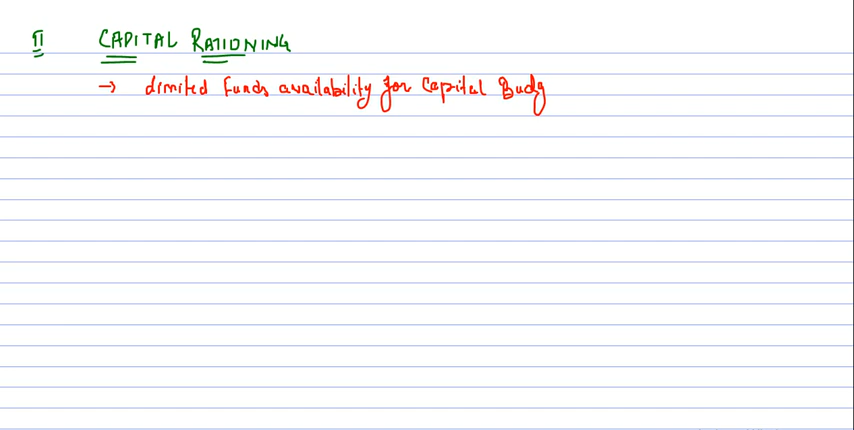 II CAPITAL RATIONING
→ Limited Funds availability for Capital Budg